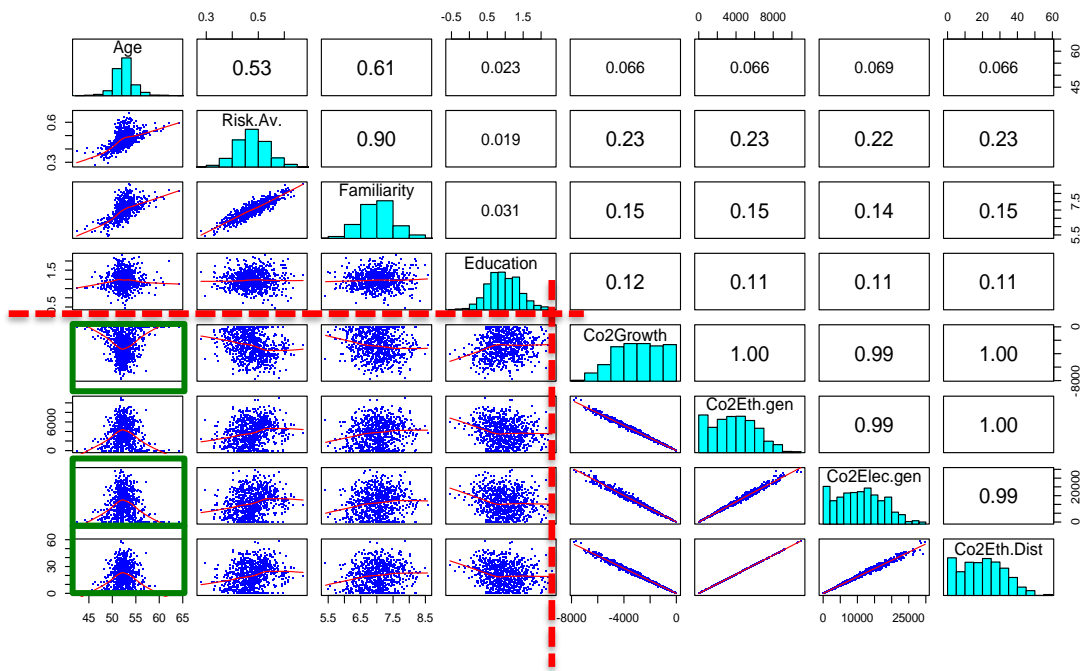 0.3 0.5 -0.5 0.5 1.5 0 4000 8000 0 10 20 30 40 50 60
Age 0.53 0.61 0.023 0.066 0.066 0.069 0.066 45 60
0.3 0.6 Risk.Av. 0.90 0.019 0.23 0.23 0.22 0.23
Familiarity 0.031 0.15 0.15 0.14 0.15 5.5 7.5
0.5 1.5 Education 0.12 0.11 0.11 0.11
Co2Growth 1.00 0.99 1.00 -8000 0
0 6000 Co2Eth.gen 0.99 1.00
Co2Elec.gen 0.99 0 20000
0 30 60 Co2Eth.Dist
45 50 55 60 65 5.5 6.5 7.5 8.5 -8000 -4000 0 0 10000 25000